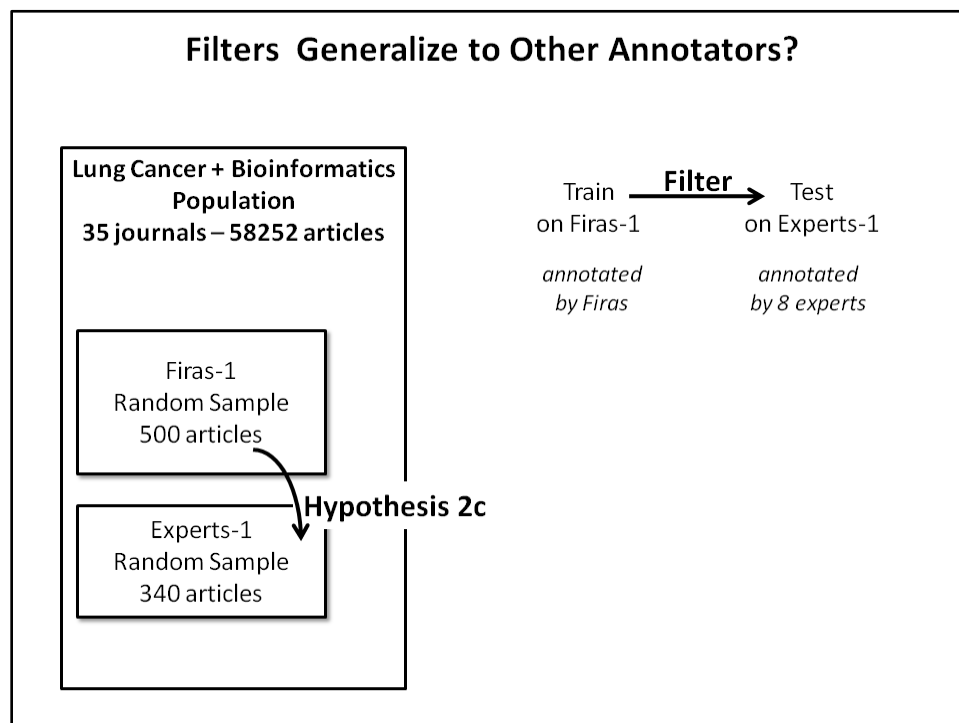 Filters Generalize to Other Annotators?
Lung Cancer + Bioinformatics
Population
35 journals – 58252 articles
Firas-1
Random Sample
500 articles
Hypothesis 2c
Experts-1
Random Sample
340 articles
Train
on Firas-1
Filter
Test
on Experts-1
annotated
by Firas
annotated
by 8 experts